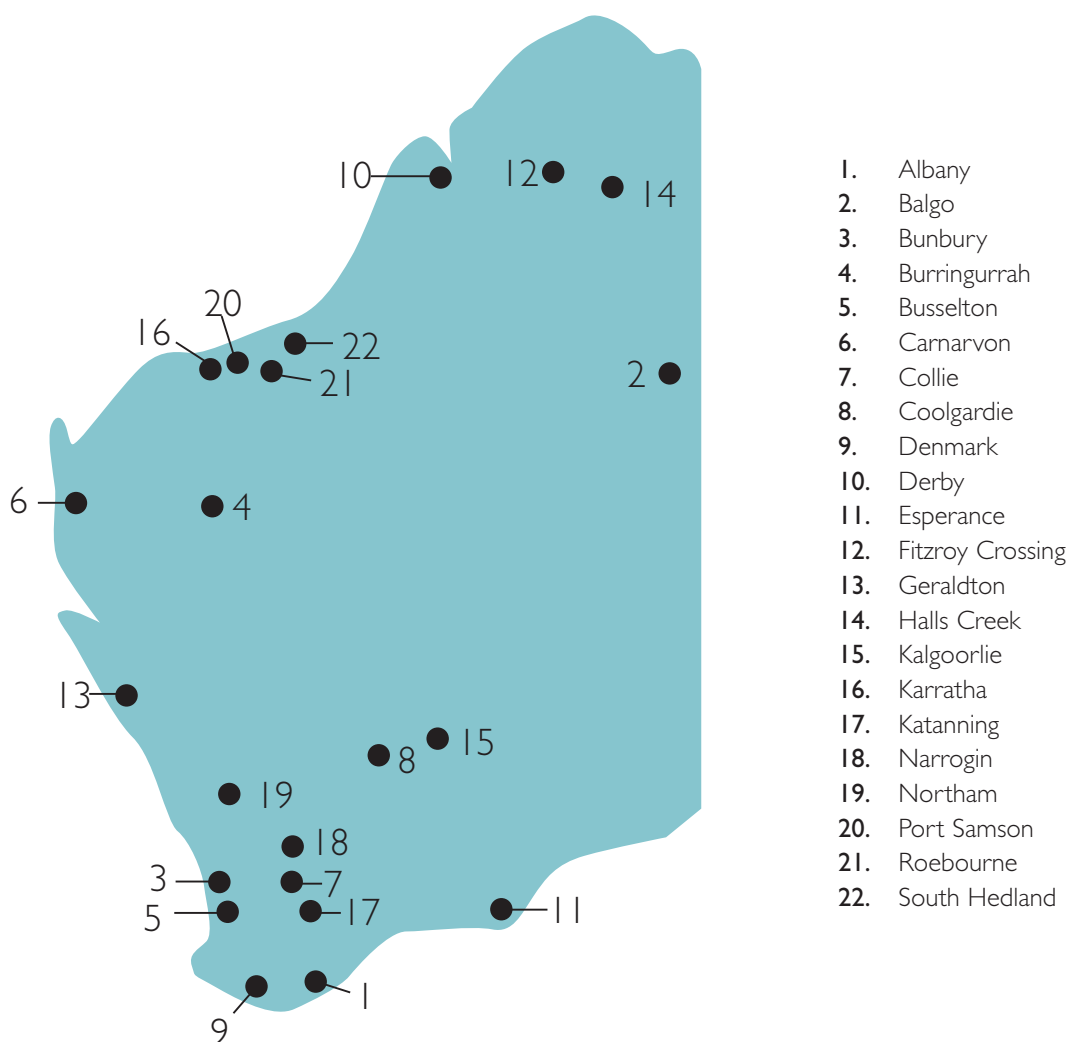 10
12
14
20
16
22
21
2
6
4
13
15
8
19
18
3
7
5
17
11
1
9
1. Albany
2. Balgo
3. Bunbury
4. Burringurrah
5. Busselton
6. Carnarvon
7. Collie
8. Coolgardie
9. Denmark
10. Derby
11. Esperance
12. Fitzroy Crossing
13. Geraldton
14. Halls Creek
15. Kalgoorlie
16. Karratha
17. Katanning
18. Narrogin
19. Northam
20. Port Samson
21. Roebourne
22. South Hedland